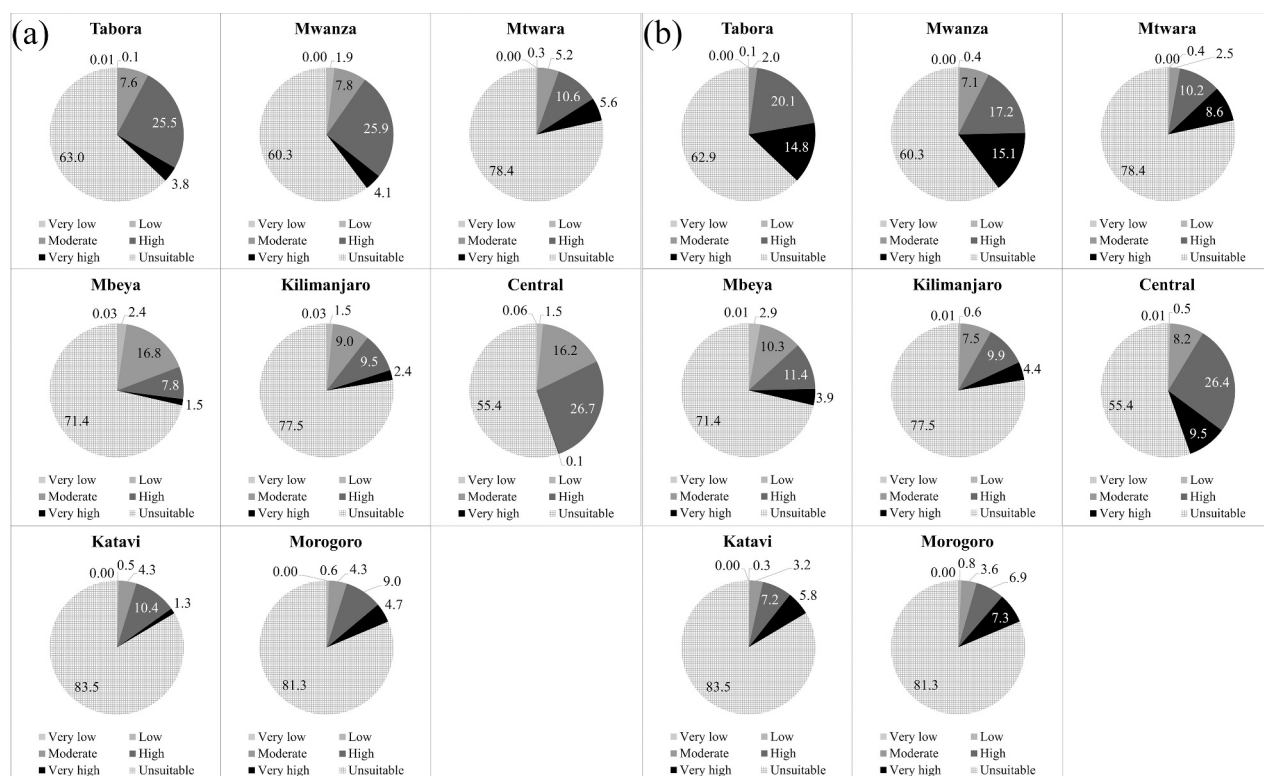 (a)
Tabora
0.01 0.1
7.6
25.5
63.0
3.8
Very low Low
Moderate High
Very high Unsuitable
Mwanza
0.00 1.9
7.8
25.9
60.3
4.1
Very low Low
Moderate High
Very high Unsuitable
Mtwara
0.00 0.3 5.2
10.6
5.6
78.4
Very low Low
Moderate High
Very high Unsuitable
Mbeya
0.03 2.4
16.8
7.8
1.5
71.4
Very low Low
Moderate High
Very high Unsuitable
Kilimanjaro
0.03 1.5
9.0
9.5
2.4
77.5
Very low Low
Moderate High
Very high Unsuitable
Central
0.06 1.5
16.2
55.4
26.7
0.1
Very low Low
Moderate High
Very high Unsuitable
Katavi
0.00 0.5 4.3
10.4
1.3
83.5
Very low Low
Moderate High
Very high Unsuitable
Morogoro
0.00 0.6 4.3
9.0
4.7
81.3
Very low Low
Moderate High
Very high Unsuitable
(b)
Tabora
0.00 0.1 2.0
20.1
14.8
62.9
Very low Low
Moderate High
Very high Unsuitable
Mwanza
0.00 0.4
7.1
17.2
60.3
15.1
Very low Low
Moderate High
Very high Unsuitable
Mtwara
0.00 0.4 2.5
10.2
8.6
78.4
Very low Low
Moderate High
Very high Unsuitable
Mbeya
0.01 2.9
10.3
11.4
3.9
71.4
Very low Low
Moderate High
Very high Unsuitable
Kilimanjaro
0.01 0.6
7.5
9.9
4.4
77.5
Very low Low
Moderate High
Very high Unsuitable
Central
0.01 0.5
8.2
26.4
55.4
9.5
Very low Low
Moderate High
Very high Unsuitable
Katavi
0.00 0.3 3.2
7.2
5.8
83.5
Very low Low
Moderate High
Very high Unsuitable
Morogoro
0.00 0.8 3.6
6.9
7.3
81.3
Very low Low
Moderate High
Very high Unsuitable